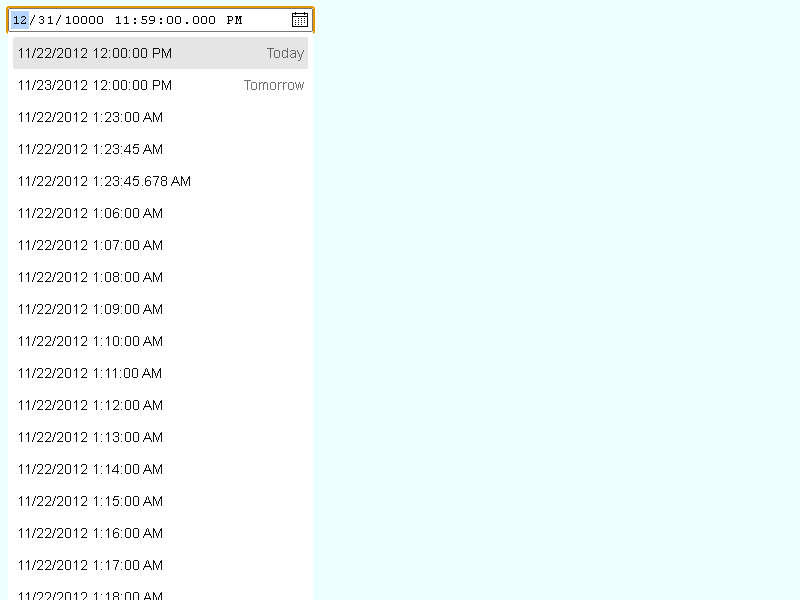 12/31/10000 11:59:00.000 PM
11/22/2012 12:00:00 PM Today
11/23/2012 12:00:00 PM Tomorrow
11/22/2012 1:23:00 AM
11/22/2012 1:23:45 AM
11/22/2012 1:23:45.678 AM
11/22/2012 1:06:00 AM
11/22/2012 1:07:00 AM
11/22/2012 1:08:00 AM
11/22/2012 1:09:00 AM
11/22/2012 1:10:00 AM
11/22/2012 1:11:00 AM
11/22/2012 1:12:00 AM
11/22/2012 1:13:00 AM
11/22/2012 1:14:00 AM
11/22/2012 1:15:00 AM
11/22/2012 1:16:00 AM
11/22/2012 1:17:00 AM
11/22/2012 1:18:00 AM